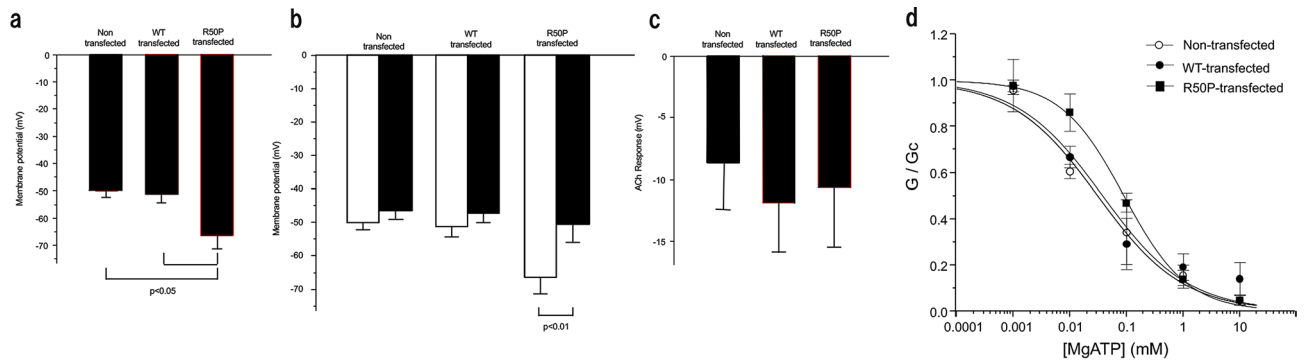 a
Non
transfected
WT
transfected
R50P
transfected
0
-10
-20
-30
-40
-50
-60
-70
Membrane potential (mV)
p<0.05
b
Non
transfected
WT
transfected
R50P
transfected
0
-10
-20
-30
-40
-50
-60
-70
Membrane potential (mV)
p<0.01
c
Non
transfected
WT
transfected
R50P
transfected
0
-5
-10
-15
ACh Response (mV)
d
1.2
1.0
0.8
0.6
0.4
0.2
0.0
G / Gc
Non-transfected
WT-transfected
R50P-transfected
0.0001 0.001 0.01 0.1 1 10
[MgATP] (mM)